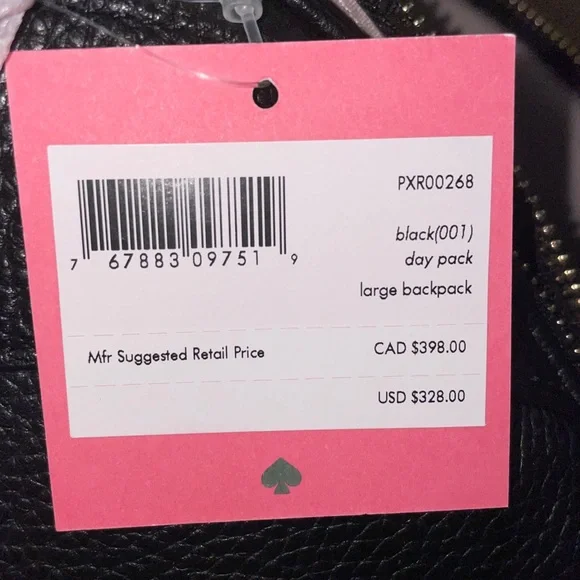 PXR00268
7 67883 09751 9
black(001)
day pack
large backpack
Mfr Suggested Retail Price CAD $398.00
USD $328.00